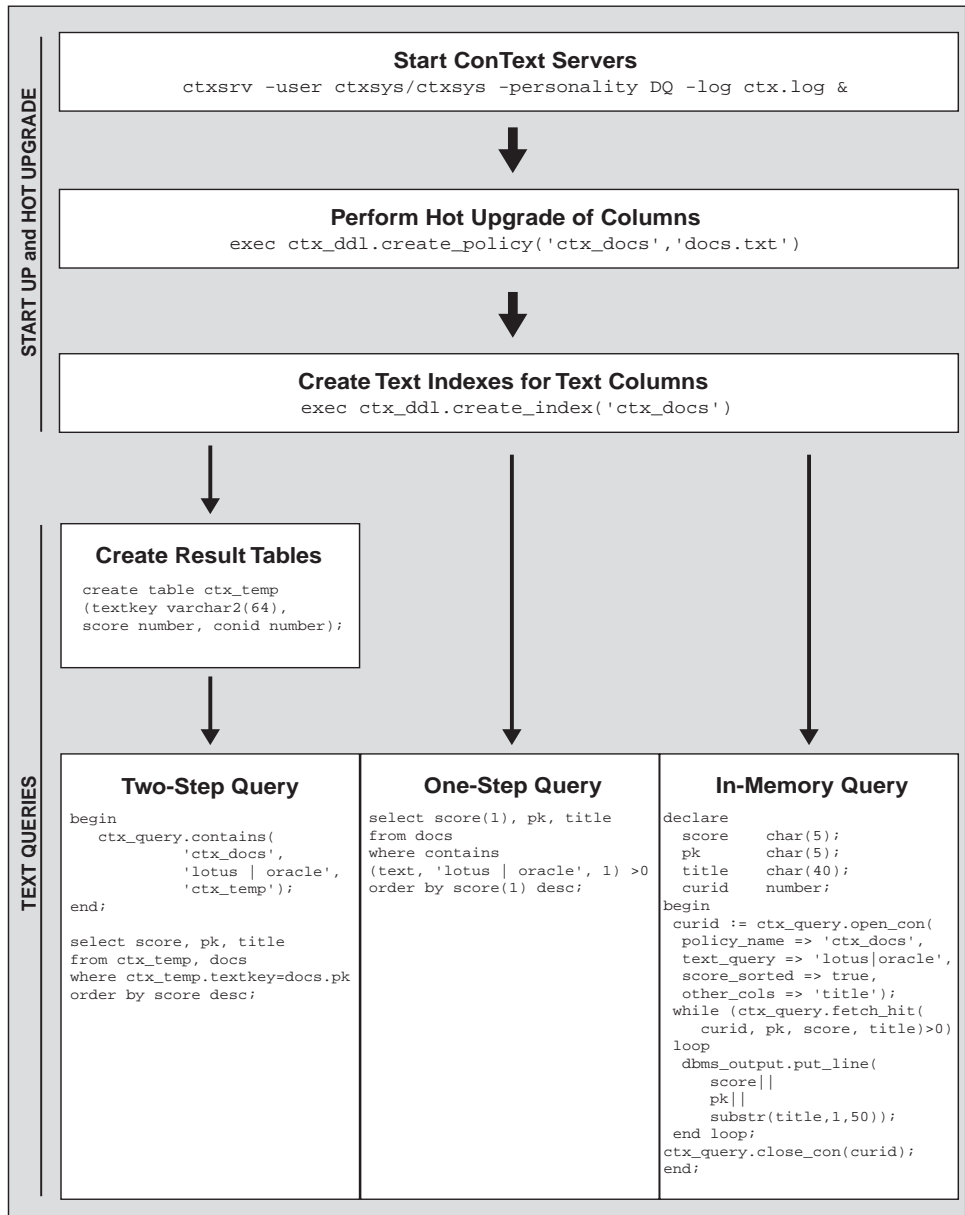 START UP and HOT UPGRADE
Start ConText Servers
ctxsrv -user ctxsys/ctxsys -personality DQ -log ctx.log &
Perform Hot Upgrade of Columns
exec ctx_ddl.create_policy('ctx_docs','docs.txt')
Create Text Indexes for Text Columns
exec ctx_ddl.create_index('ctx_docs')
TEXT QUERIES
Create Result Tables
create table ctx_temp
(textkey varchar2(64),
score number, conid number);
Two-Step Query
begin
   ctx_query.contains(
            'ctx_docs',
            'lotus | oracle',
            'ctx_temp');
end;
select score, pk, title
from ctx_temp, docs
where ctx_temp.textkey=docs.pk
order by score desc;
One-Step Query
select score(1), pk, title
from docs
where contains
(text, 'lotus | oracle', 1) >0
order by score(1) desc;
In-Memory Query
declare
  score    char(5);
  pk       char(5);
  title    char(40);
  curid    number;
begin
 curid := ctx_query.open_con(
  policy_name => 'ctx_docs',
  text_query => 'lotus|oracle',
  score_sorted => true,
  other_cols => 'title');
 while (ctx_query.fetch_hit(
    curid, pk, score, title)>0)
 loop
  dbms_output.put_line(
     score||
     pk||
     substr(title,1,50));
 end loop;
ctx_query.close_con(curid);
end;